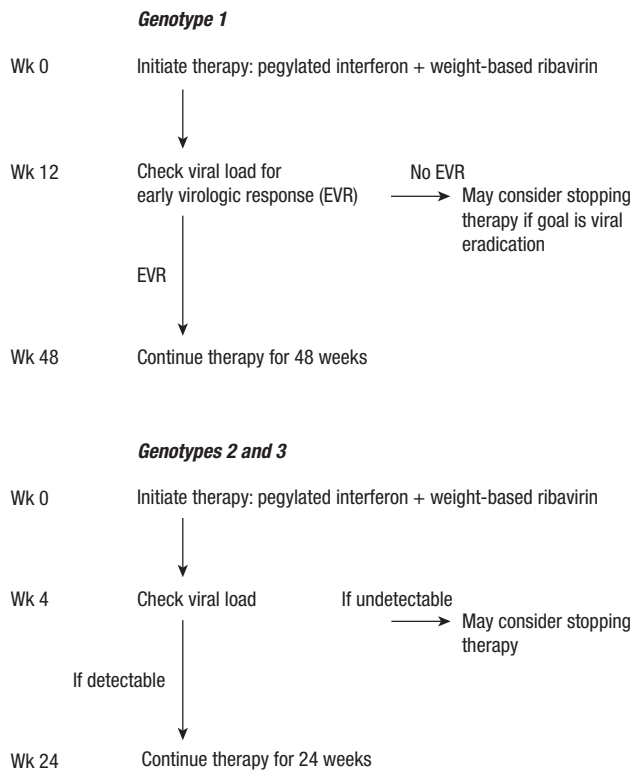 Genotype 1
Wk 0 Initiate therapy: pegylated interferon + weight-based ribavirin
Wk 12 Check viral load for
early virologic response (EVR)
No EVR
May consider stopping
therapy if goal is viral
eradication
EVR
Wk 48 Continue therapy for 48 weeks
Genotypes 2 and 3
Wk 0 Initiate therapy: pegylated interferon + weight-based ribavirin
Wk 4 Check viral load
If undetectable
May consider stopping
therapy
If detectable
Wk 24 Continue therapy for 24 weeks